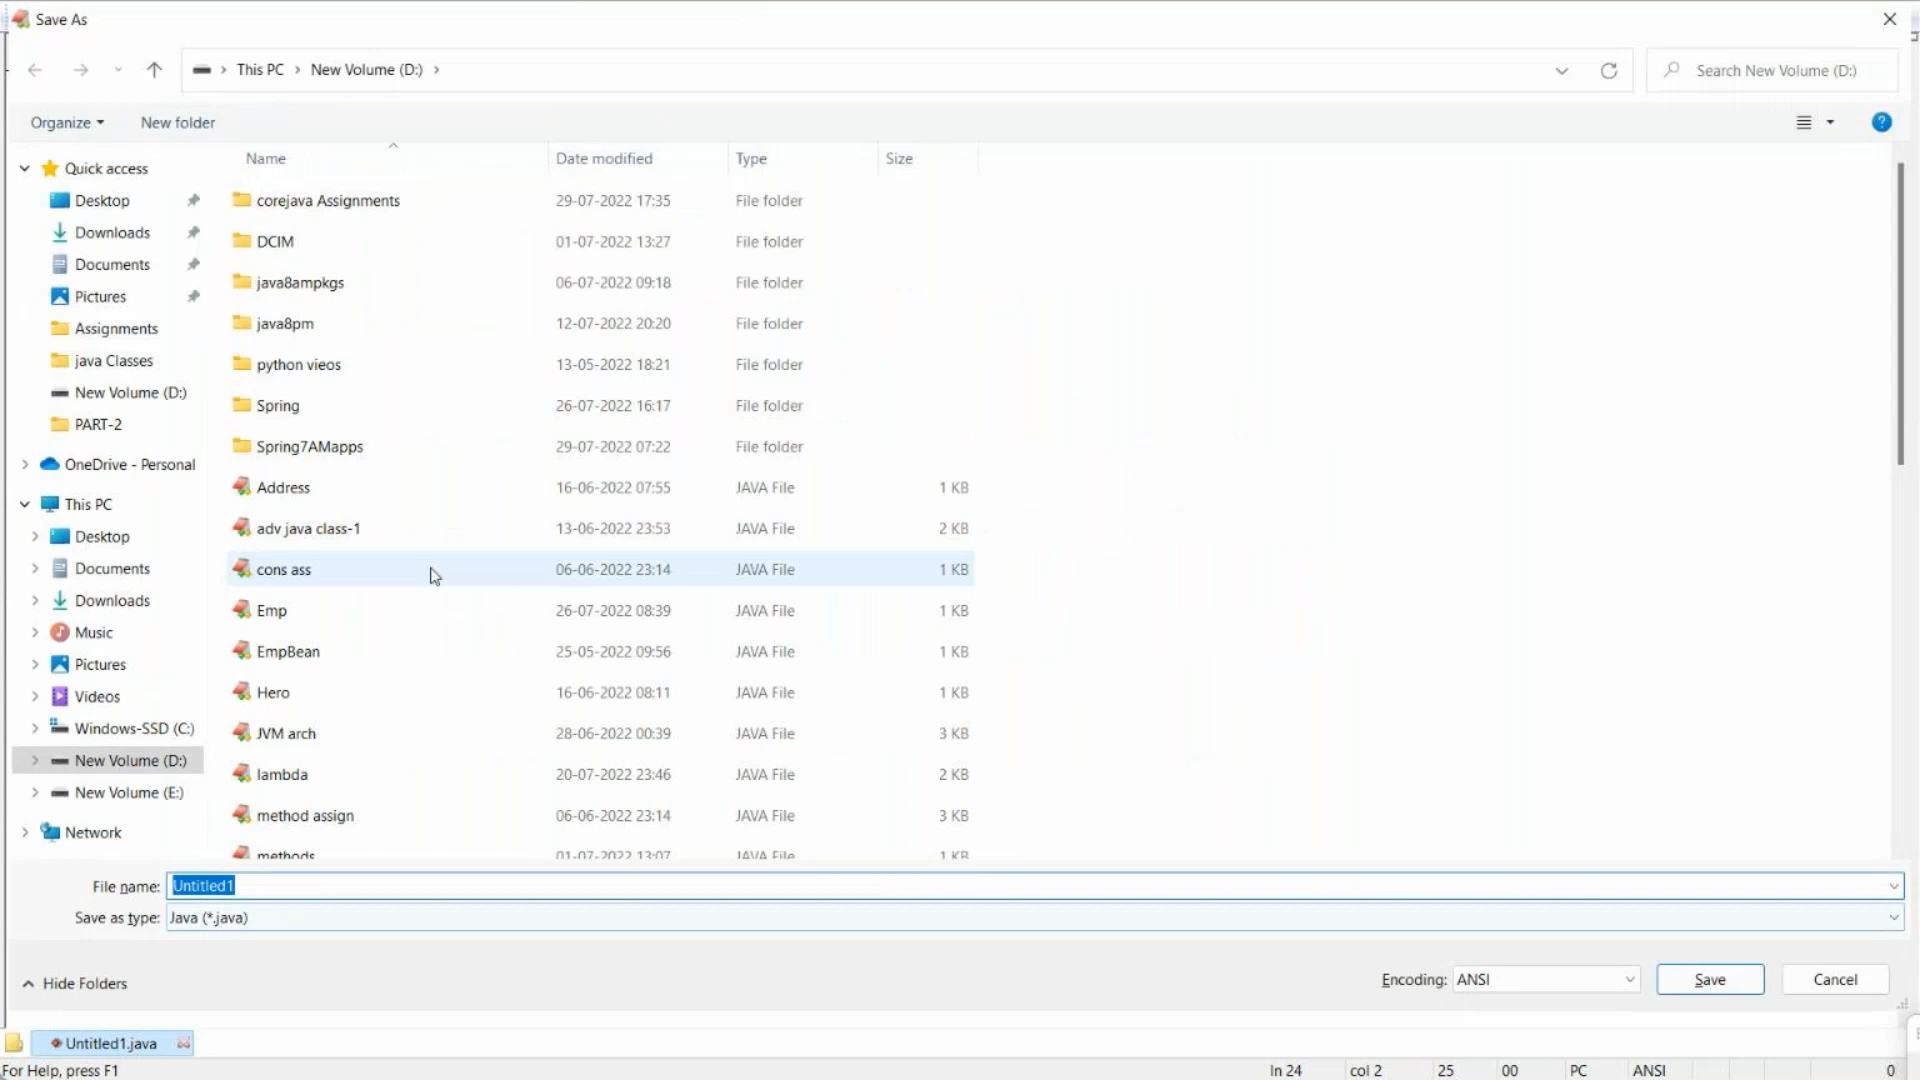 Save As
This PC > New Volume (D:) >
Search New Volume (D:)
Organize
New folder
?
Name Date modified Type Size
Quick access
Desktop
Downloads
Documents
Pictures
Assignments
java Classes
New Volume (D:)
PART-2
OneDrive - Personal
This PC
Desktop
Documents
Downloads
Music
Pictures
Videos
Windows-SSD (C:)
New Volume (D:)
New Volume (E:)
Network
corejava Assignments 29-07-2022 17:35 File folder
DCIM 01-07-2022 13:27 File folder
java8ampkgs 06-07-2022 09:18 File folder
java8pm 12-07-2022 20:20 File folder
python vieos 13-05-2022 18:21 File folder
Spring 26-07-2022 16:17 File folder
Spring7AMapps 29-07-2022 07:22 File folder
Address 16-06-2022 07:55 JAVA File 1 KB
adv java class-1 13-06-2022 23:53 JAVA File 2 KB
cons ass 06-06-2022 23:14 JAVA File 1 KB
Emp 26-07-2022 08:39 JAVA File 1 KB
EmpBean 25-05-2022 09:56 JAVA File 1 KB
Hero 16-06-2022 08:11 JAVA File 1 KB
JVM arch 28-06-2022 00:39 JAVA File 3 KB
lambda 20-07-2022 23:46 JAVA File 2 KB
method assign 06-06-2022 23:14 JAVA File 3 KB
methods 01-07-2022 13:07 JAVA File 1 KB
File name: Untitled1
Save as type: Java (*.java)
Hide Folders
Encoding: ANSI
Save
Cancel
Untitled1.java
For Help, press F1
ln 24 col 2 25 00 PC ANSI 0